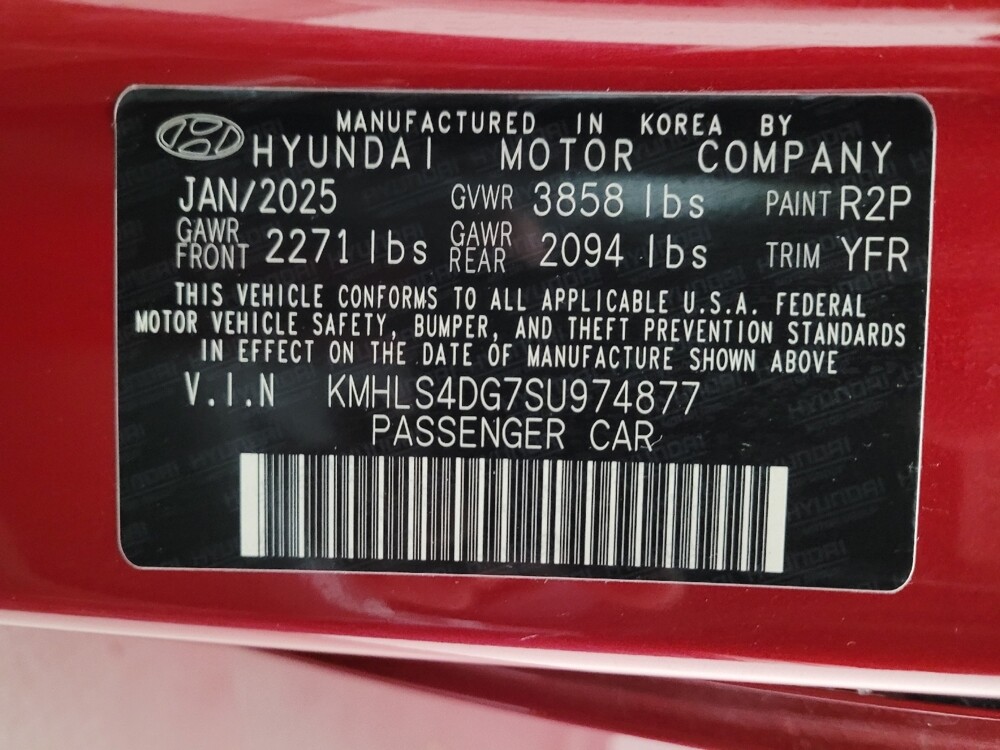 MANUFACTURED IN KOREA BY
HYUNDAI MOTOR COMPANY
JAN/2025 GVWR 3858 lbs PAINT R2P
GAWR FRONT 2271 lbs GAWR REAR 2094 lbs TRIM YFR
THIS VEHICLE CONFORMS TO ALL APPLICABLE U.S.A. FEDERAL
MOTOR VEHICLE SAFETY, BUMPER, AND THEFT PREVENTION STANDARDS
IN EFFECT ON THE DATE OF MANUFACTURE SHOWN ABOVE
V.I.N KMHLS4DG7SU974877
PASSENGER CAR